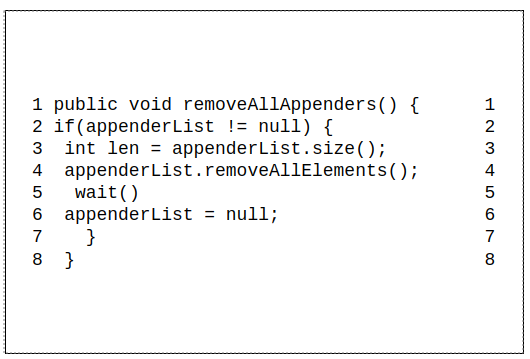 1 public void removeAllAppenders() { 1
2 if(appenderList != null) { 2
3 int len = appenderList.size(); 3
4 appenderList.removeAllElements(); 4
5 wait() 5
6 appenderList = null; 6
7 } 7
8 } 8